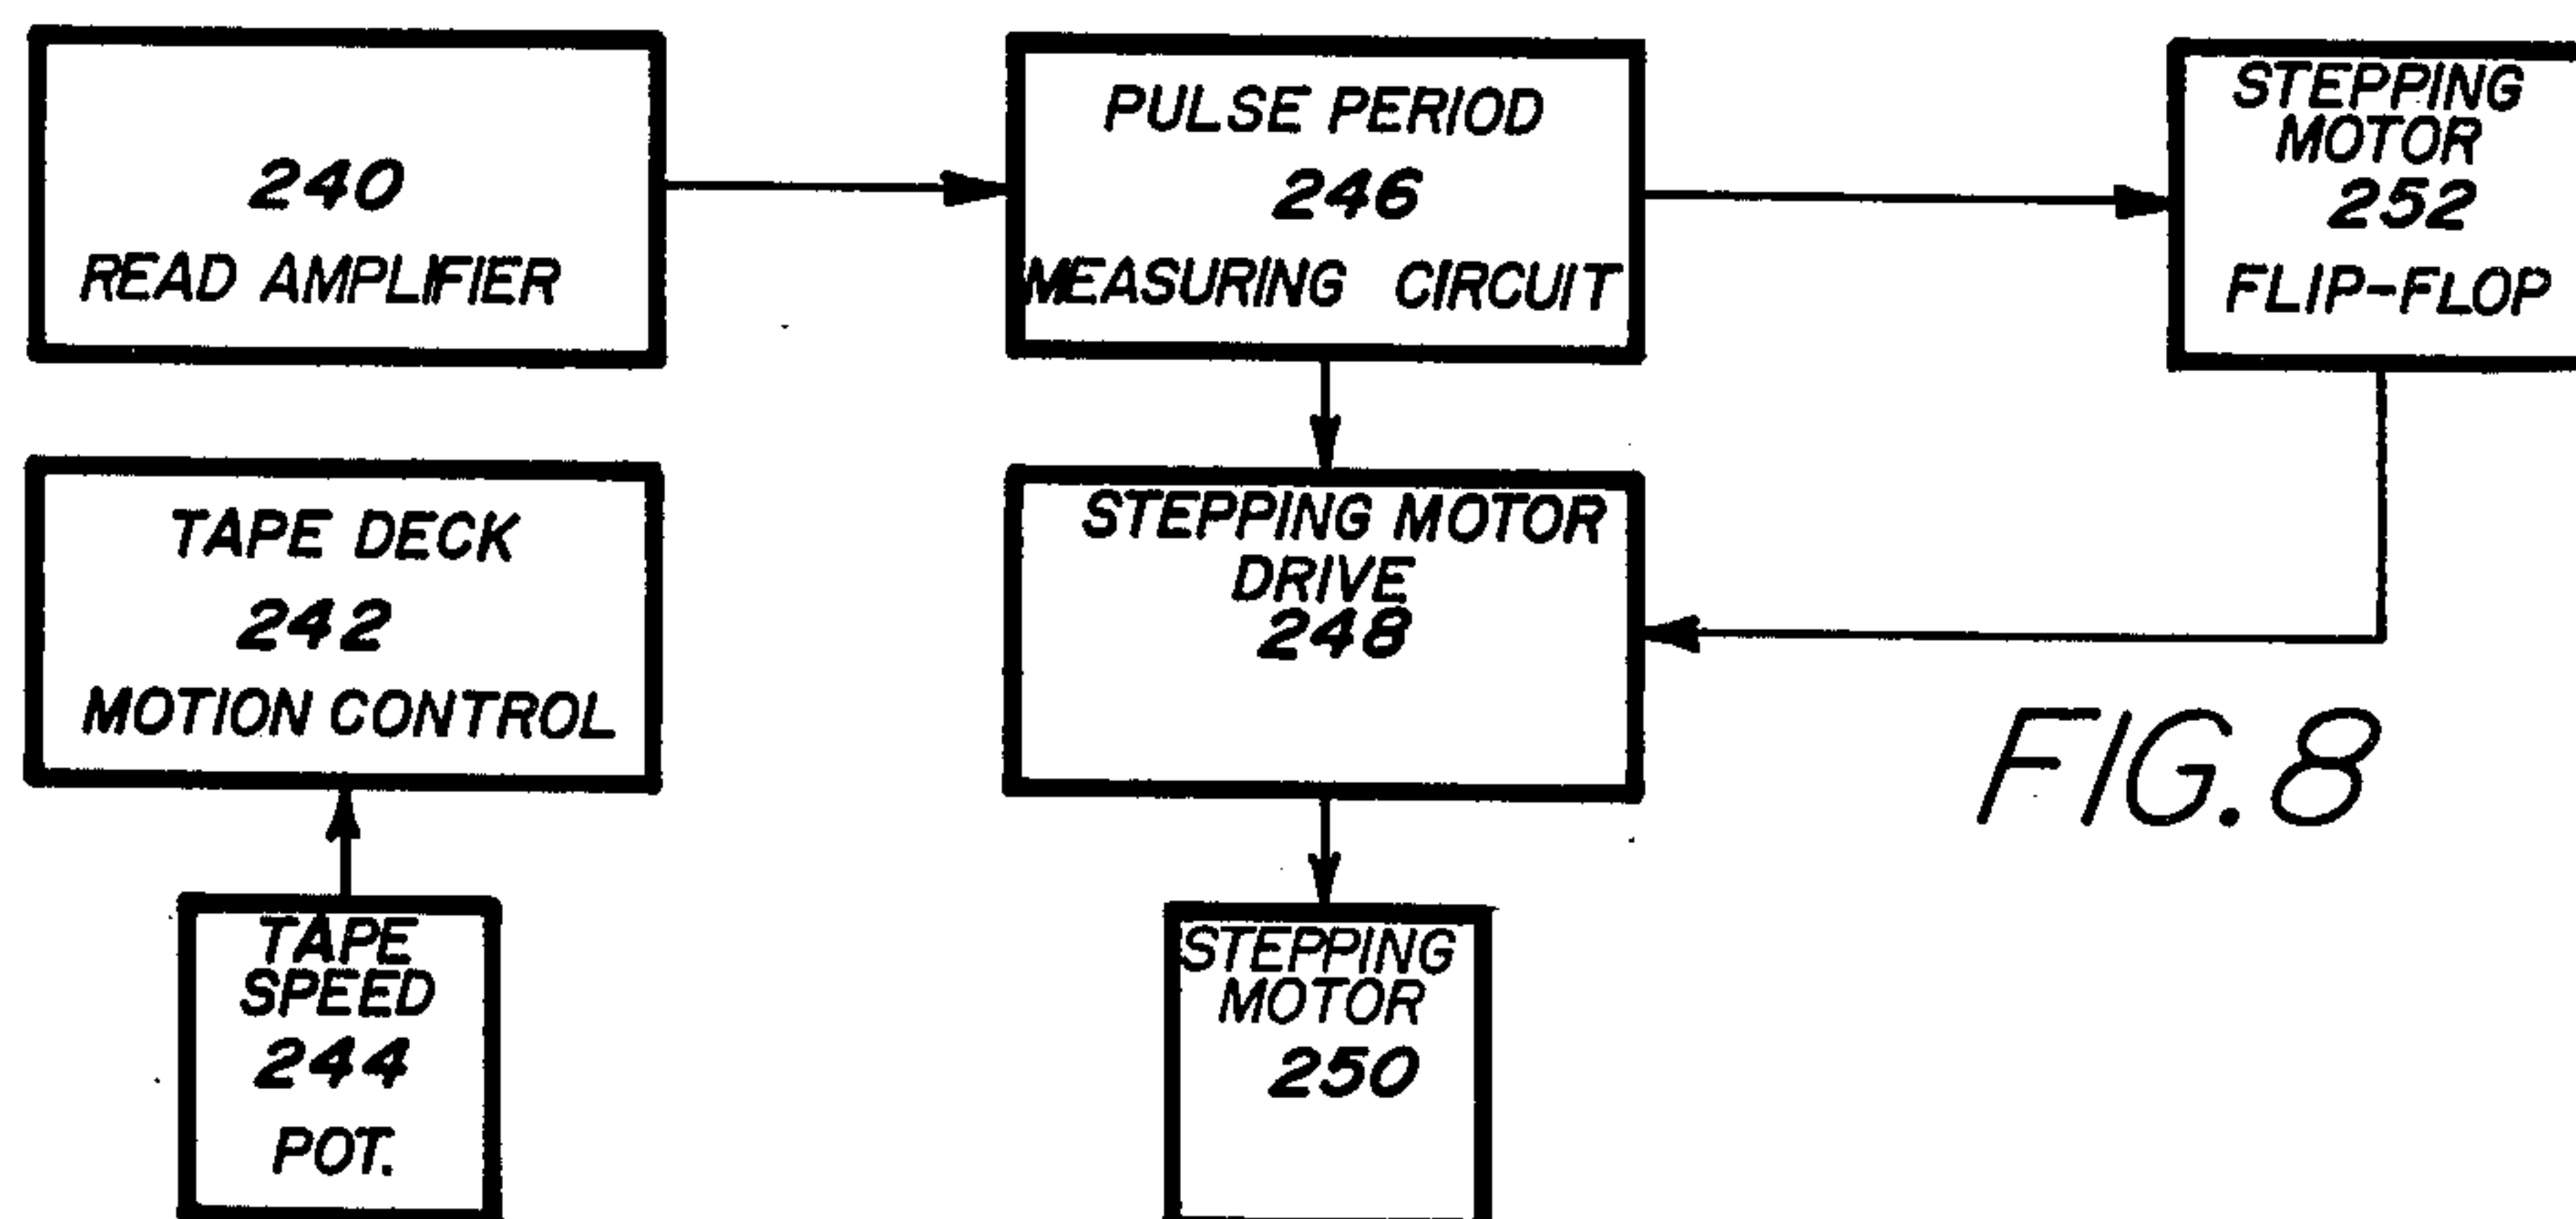 240
READ AMPLIFIER
PULSE PERIOD
246
MEASURING CIRCUIT
STEPPING
MOTOR
252
FLIP-FLOP
TAPE DECK
242
MOTION CONTROL
STEPPING MOTOR
DRIVE
248
FIG. 8
TAPE
SPEED
244
POT.
STEPPING
MOTOR
250